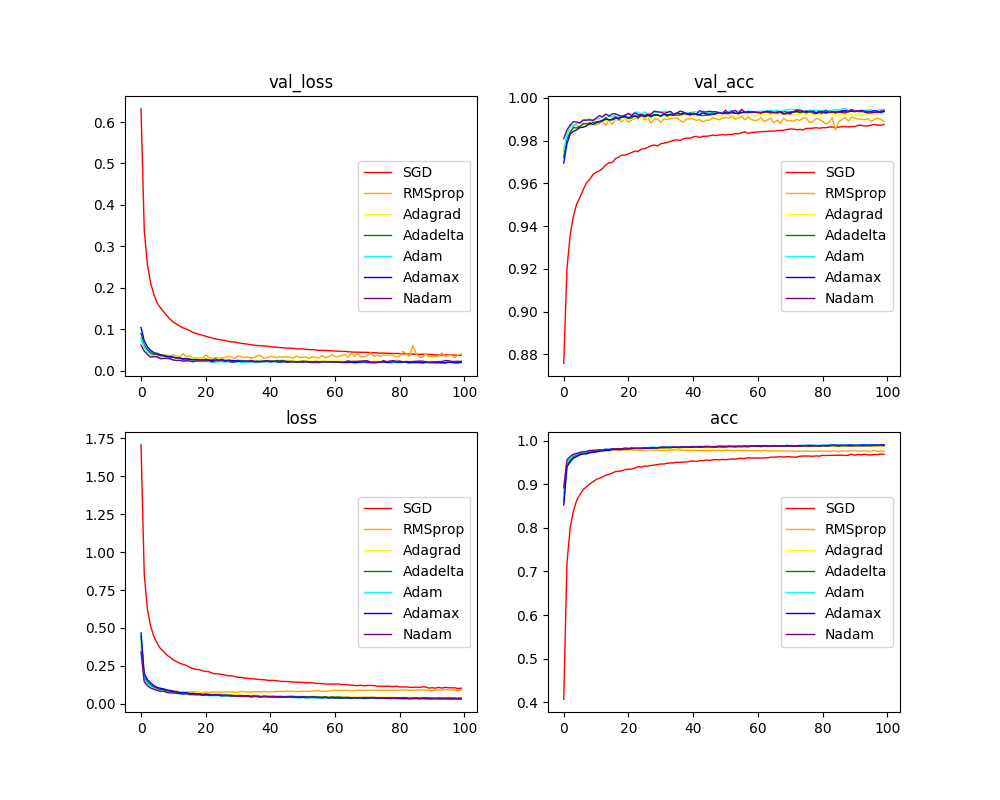 val_loss
0.6
0.5
0.4
0.3
0.2
0.1
0.0
0 20 40 60 80 100
SGD
RMSprop
Adagrad
Adadelta
Adam
Adamax
Nadam
val_acc
1.00
0.98
0.96
0.94
0.92
0.90
0.88
0 20 40 60 80 100
SGD
RMSprop
Adagrad
Adadelta
Adam
Adamax
Nadam
loss
1.75
1.50
1.25
1.00
0.75
0.50
0.25
0.00
0 20 40 60 80 100
SGD
RMSprop
Adagrad
Adadelta
Adam
Adamax
Nadam
acc
1.0
0.9
0.8
0.7
0.6
0.5
0.4
0 20 40 60 80 100
SGD
RMSprop
Adagrad
Adadelta
Adam
Adamax
Nadam